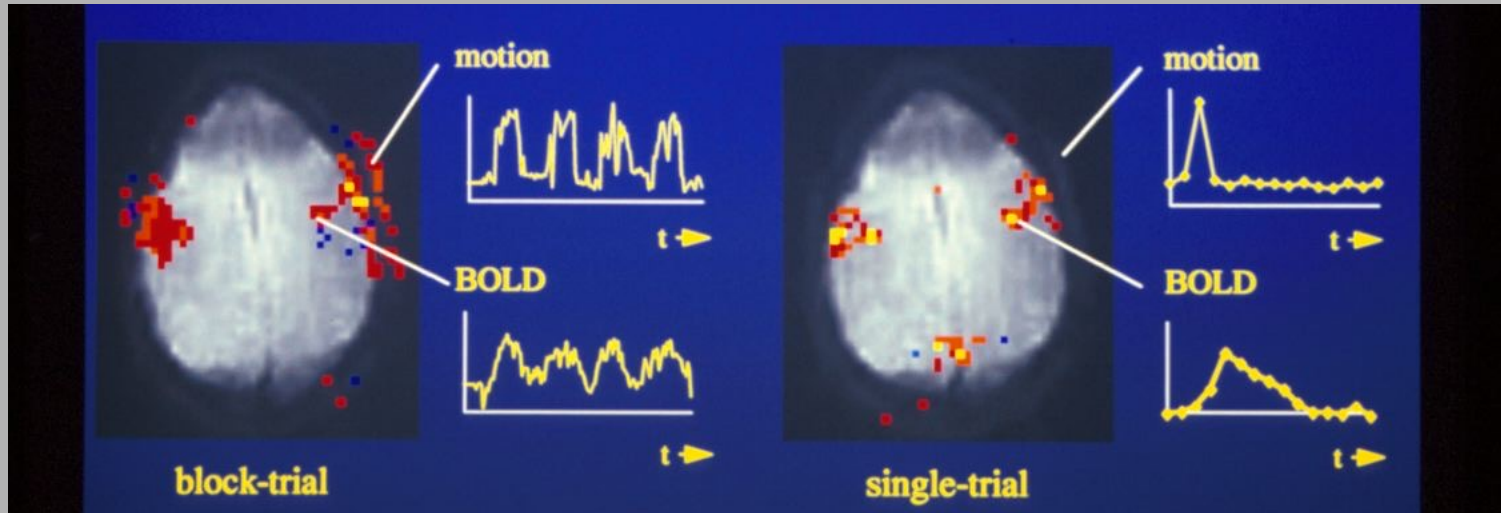 motion
t
BOLD
t
block-trial
motion
t
BOLD
t
single-trial